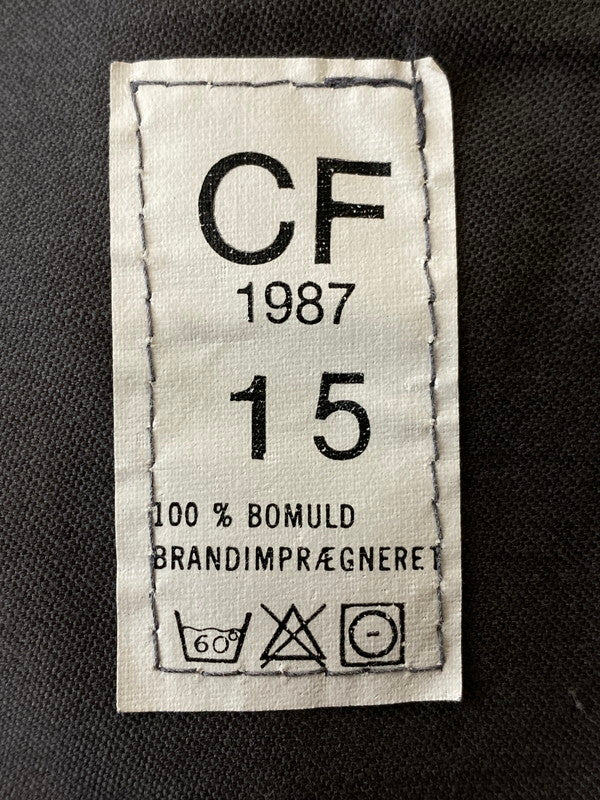 CF
1987
15
100 % BOMULD
BRANDIMPRÆGNERET
60°